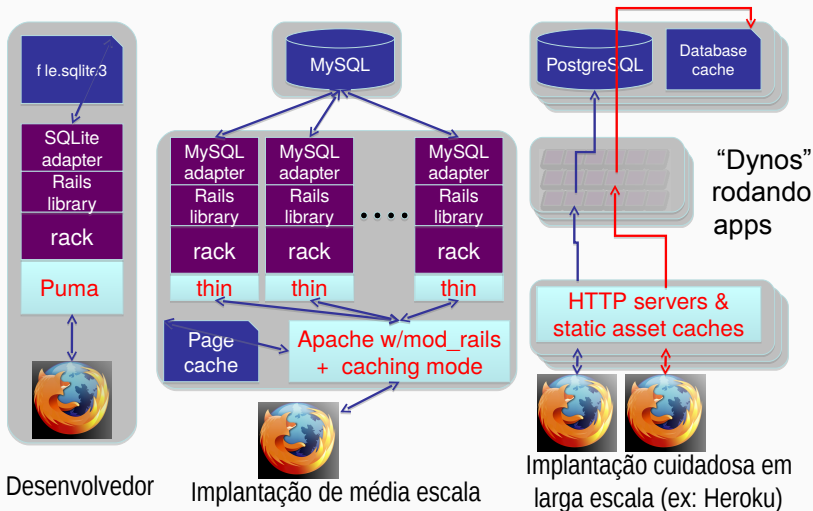 f le.sqlite3
SQLite
adapter
Rails
library
rack
Puma
Desenvolvedor
MySQL
MySQL
adapter
Rails
library
rack
thin
MySQL
adapter
Rails
library
rack
thin
....
MySQL
adapter
Rails
library
rack
thin
Page
cache
Apache w/mod_rails
+ caching mode
Implantação de média escala
PostgreSQL
Database
cache
“Dynos”
rodando
apps
HTTP servers &
static asset caches
Implantação cuidadosa em
larga escala (ex: Heroku)